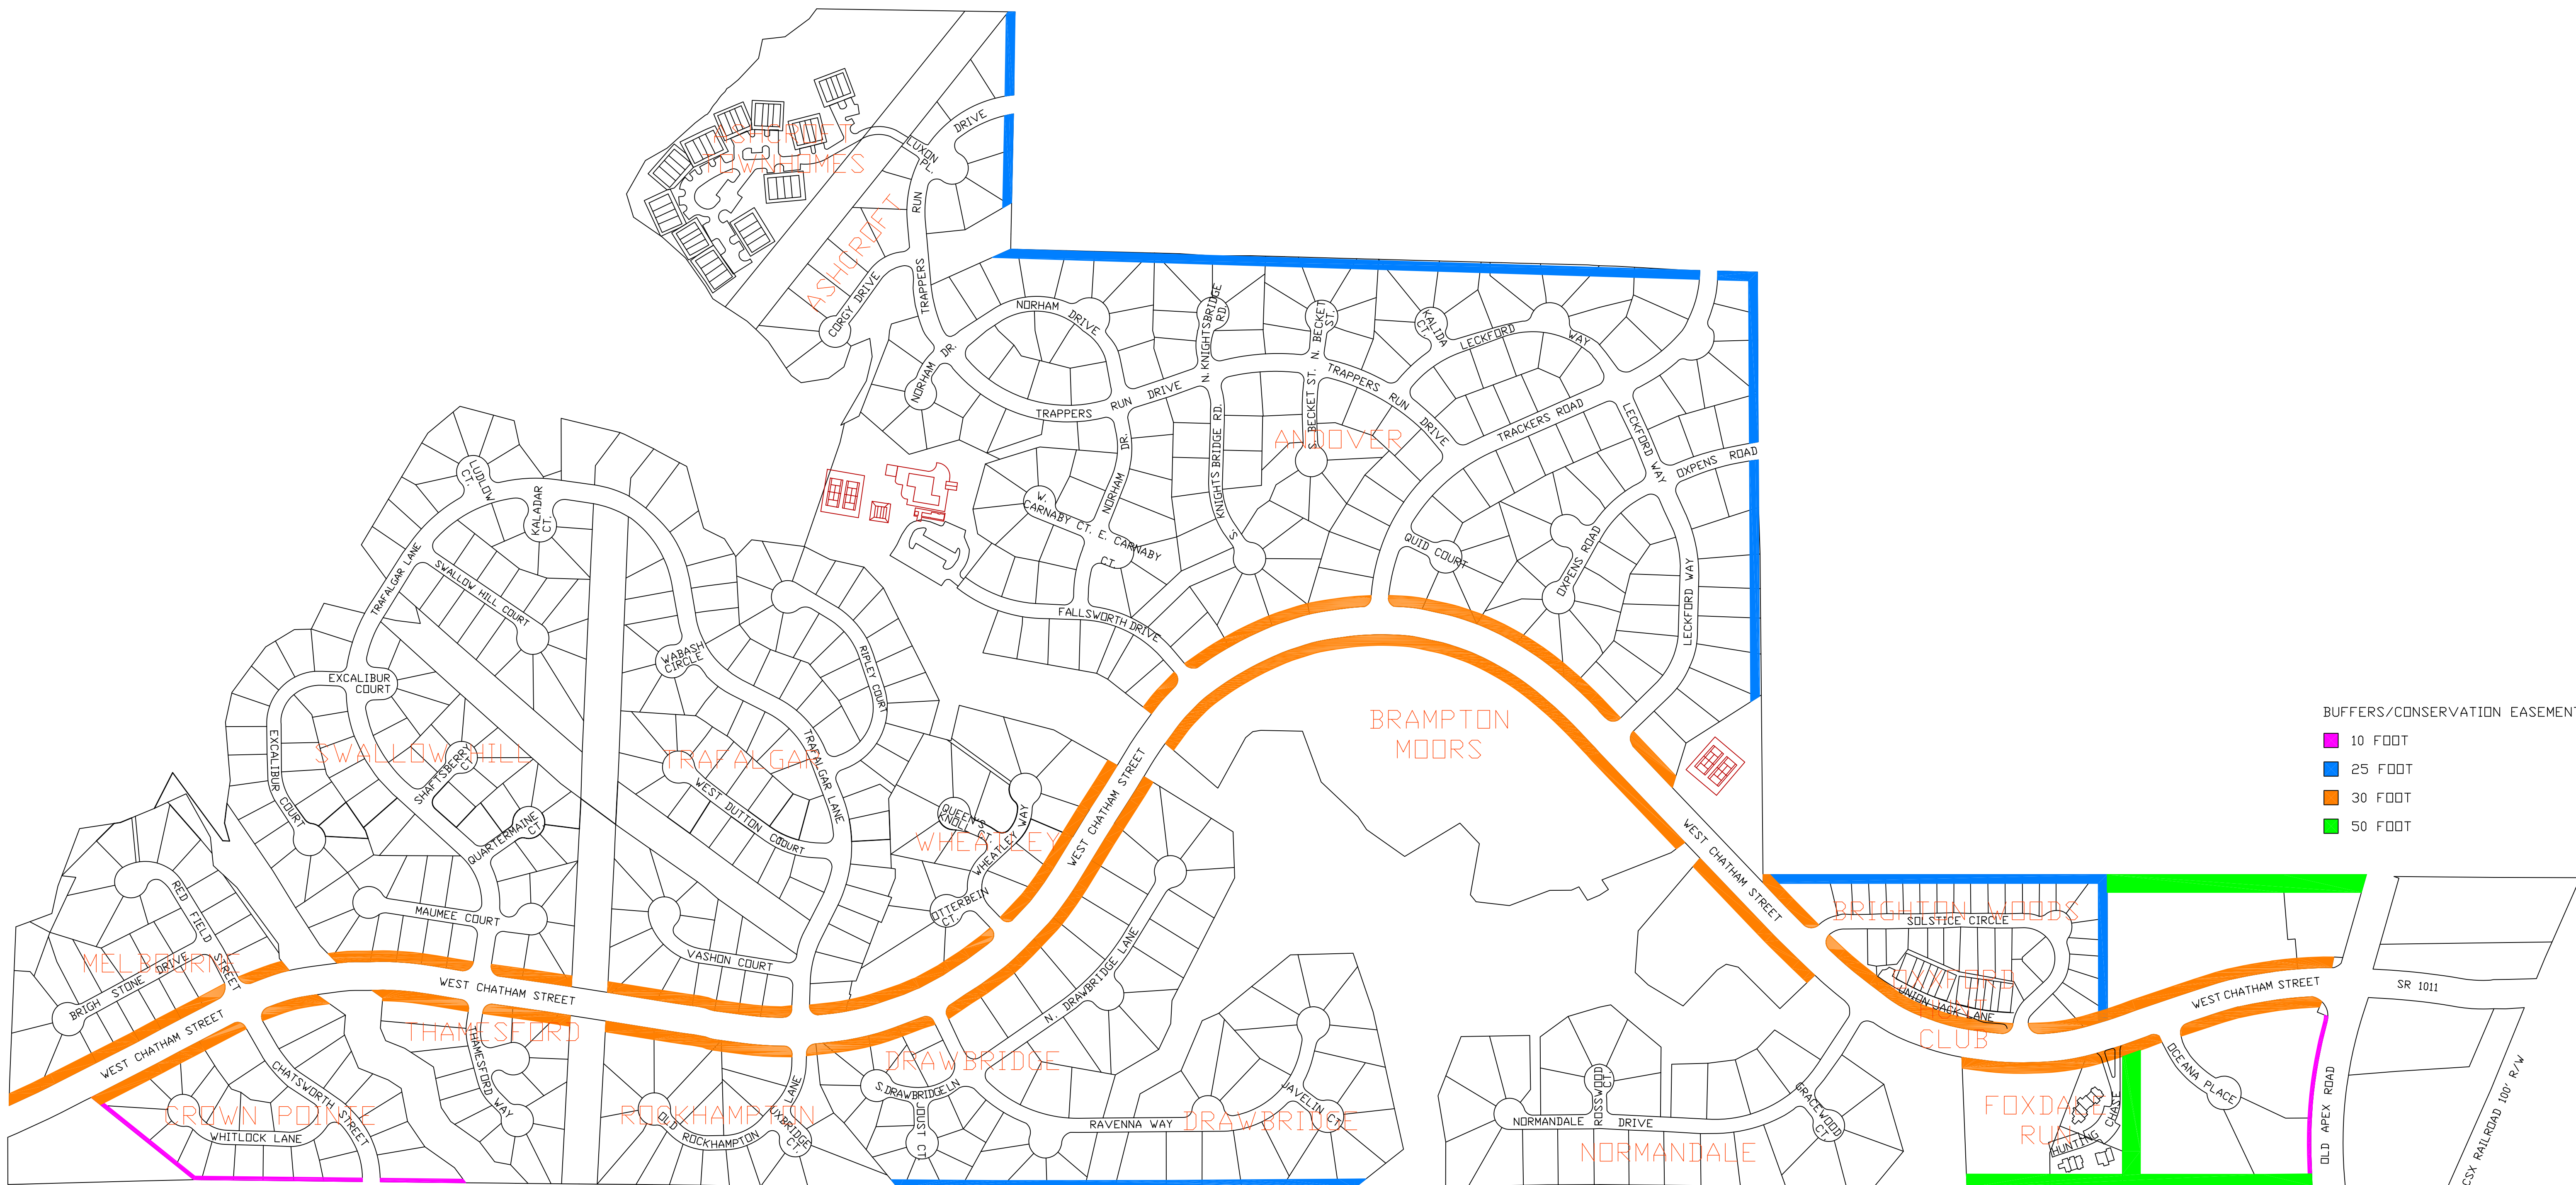 ASHCROFT
TOWNHOMES
LUXON
PL.
DRIVE
RUN
TRAPPERS
ASHCROFT
CORGY DRIVE
NORHAM DRIVE
NORHAM DR.
TRAPPERS RUN DRIVE
N. KNIGHTSBRIDGE
RD.
N. BECKET
ST.
KALIDA
CT.
LECKFORD WAY
TRAPPERS RUN DRIVE
S. BECKET ST.
ANDOVER
TRACKERS ROAD
LECKFORD WAY
OXPENS ROAD
S. KNIGHTS BRIDGE RD.
NORHAM DR.
W.
CARNABY CT.
E. CARNABY
CT.
QUID COURT
OXPENS ROAD
LECKFORD WAY
FALLSWORTH DRIVE
LUDLOW
CT.
KALADAR
CT.
TRAFALGAR LANE
SWALLOW HILL COURT
WABASH
CIRCLE
RIPLEY COURT
EXCALIBUR
COURT
EXCALIBUR COURT
SWALLOW HILL
SHAFTSBERRY
CT.
QUARTERMAINE
CT.
TRAFALGAR
TRAFALGAR LANE
WEST DUTTON COURT
BRAMPTON
MOORS
BUFFERS/CONSERVATION EASEMENT
10 FOOT
25 FOOT
30 FOOT
50 FOOT
QUEEN'S
KNOLL CT.
WHEATLEY
WHEATLEY WAY
WEST CHATHAM STREET
OTTERBEIN
CT.
WEST CHATHAM STREET
RED FIELD
STREET
MAUMEE COURT
VASHON COURT
MELBOURNE
BRIGH STONE DRIVE
WEST CHATHAM STREET
WEST CHATHAM STREET
N. DRAWBRIDGE LANE
BRIGHTON WOODS
SOLSTICE CIRCLE
OXXFORD
HUNT
CLUB
UNION JACK LANE
WEST CHATHAM STREET
SR 1011
THAMESFORD
THAMESFORD WAY
CHATSWORTH STREET
CROWN POINTE
WHITLOCK LANE
ROCKHAMPTON
OLD ROCKHAMPTON
LANE
UXBRIDGE
CT.
DRAWBRIDGE
S.DRAWBRIDGE LN
JOUST CT.
RAVENNA WAY
DRAWBRIDGE
JAVELIN CT.
ROSSWOOD
CT.
NORMANDALE DRIVE
GRACEWOOD
CT.
NORMANDALE
FOXDALE
RUN
HUNTING CHASE
OCEANA PLACE
OLD APEX ROAD
CSX RAILROAD 100' R/W